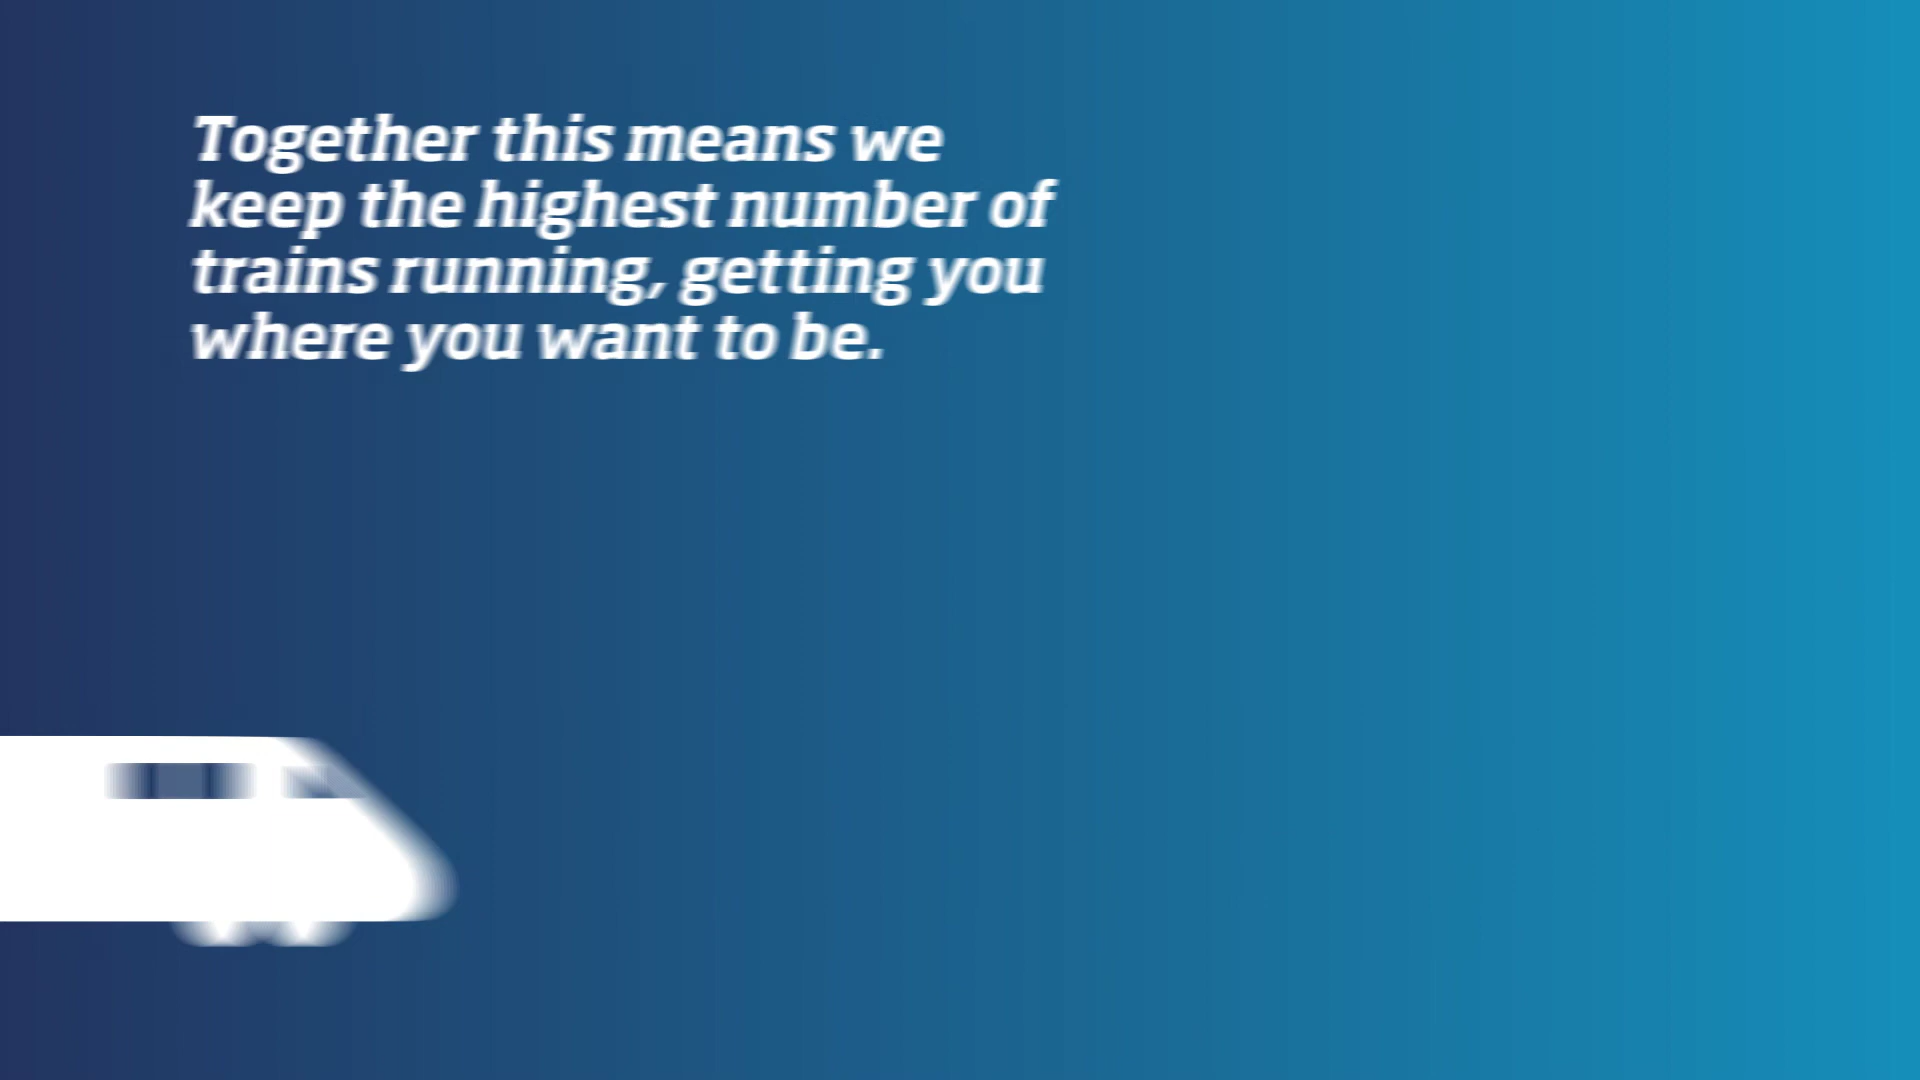 Together this means we
keep the highest number of
trains running, getting you
where you want to be.